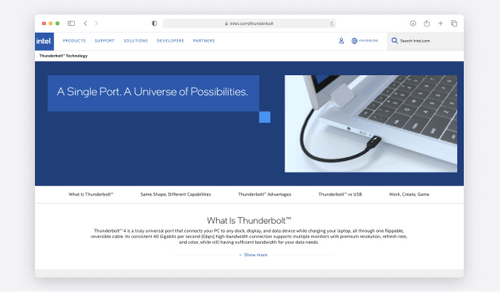 intel.com/thunderbolt
intel
PRODUCTS
SUPPORT
SOLUTIONS
DEVELOPERS
PARTNERS
Search Intel.com
Thunderbolt™ Technology
A Single Port. A Universe of Possibilities.
What Is Thunderbolt™
Same Shape, Different Capabilities
Thunderbolt™ Advantages
Thunderbolt™ vs USB
Work, Create, Game
What Is Thunderbolt™
Thunderbolt™ 4 is a truly universal port that connects your PC to any dock, display, and data device while charging your laptop, all through one flippable,
reversible cable. Its consistent 40 Gigabits per second (Gbps) high-bandwidth connection supports multiple monitors with premium resolution, refresh rate,
and color, while still having sufficient bandwidth for your data needs.
Show more